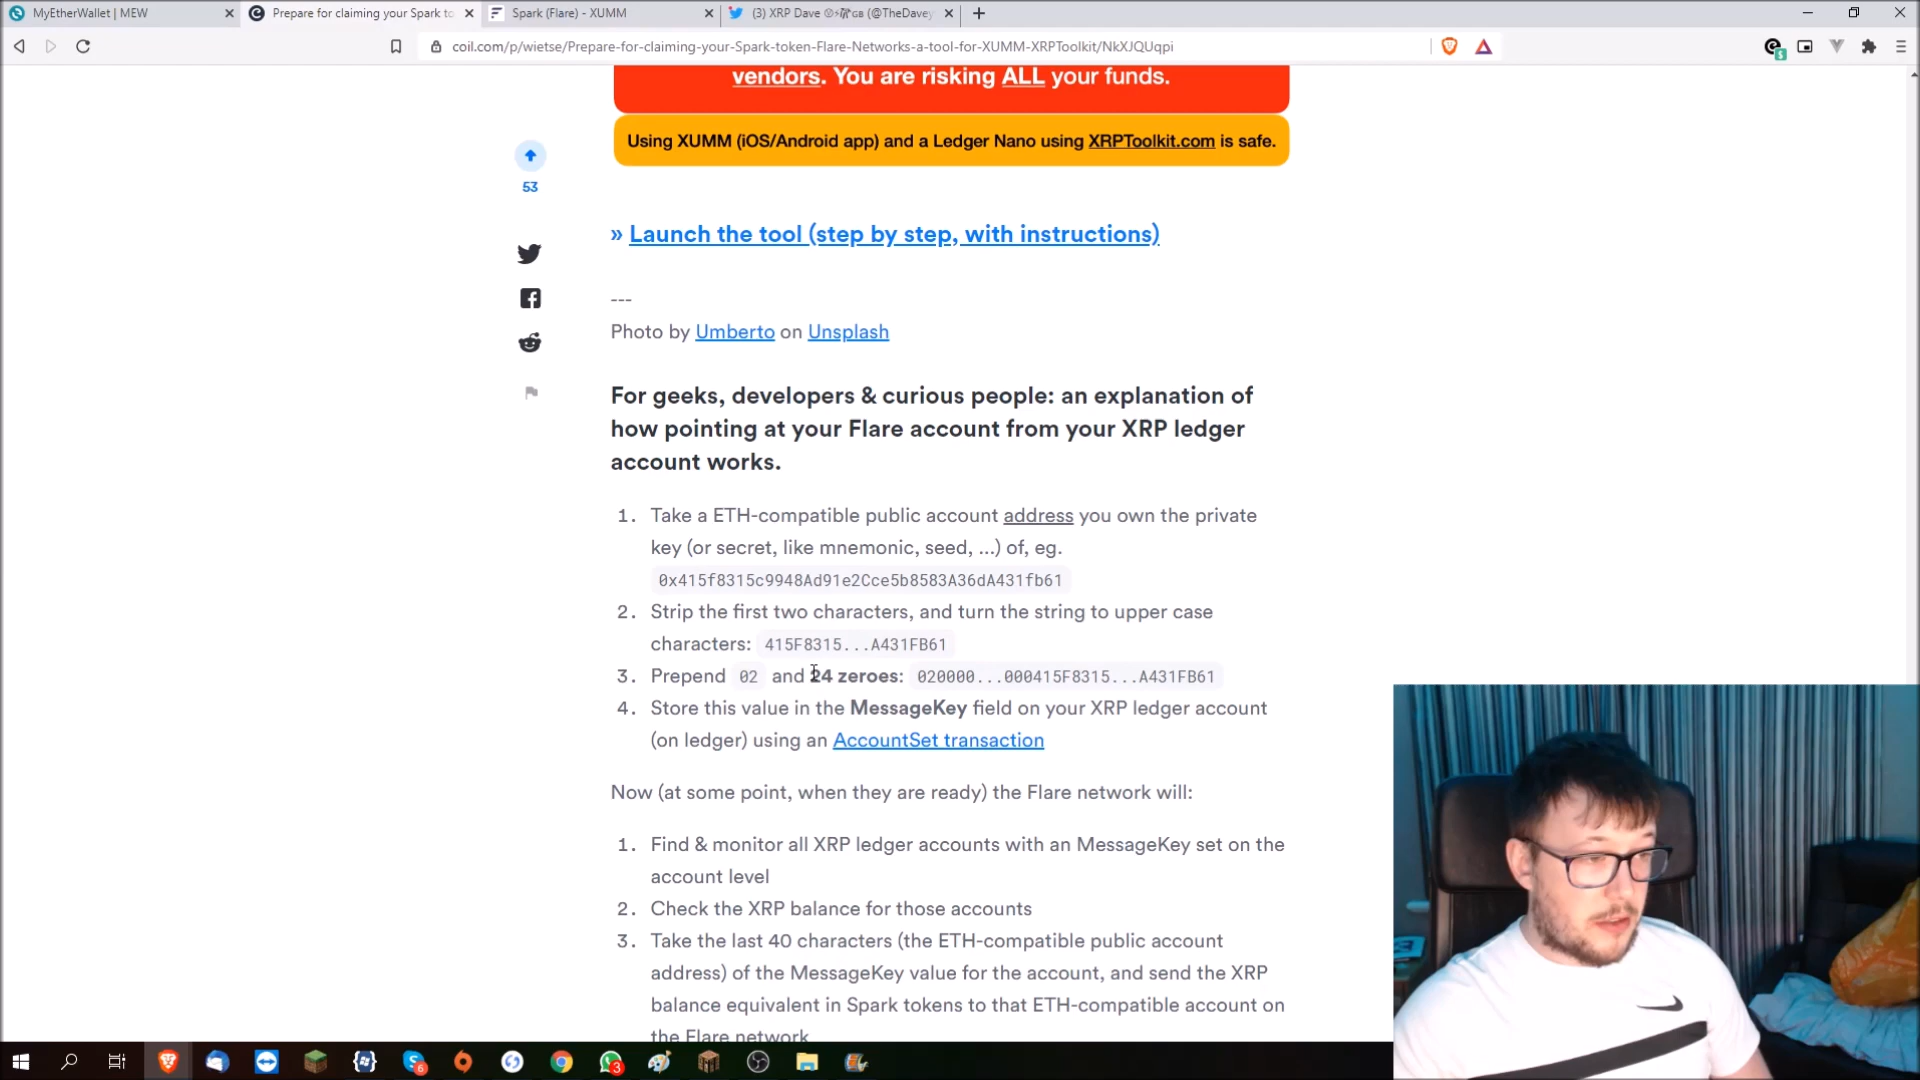 MyEtherWallet | MEW
Prepare for claiming your Spark to
Spark (Flare) - XUMM
coil.com/p/wietse/Prepare-for-claiming-your-Spark-token-Flare-Networks-a-tool-for-XUMM-XRPToolkit/NkXJQUqpi
vendors. You are risking ALL your funds.
Using XUMM (iOS/Android app) and a Ledger Nano using XRPToolkit.com is safe.
53
» Launch the tool (step by step, with instructions)
---
Photo by Umberto on Unsplash
For geeks, developers & curious people: an explanation of
how pointing at your Flare account from your XRP ledger
account works.
1. Take a ETH-compatible public account address you own the private
key (or secret, like mnemonic, seed, ...) of, eg.
0x415f8315c9948Ad91e2Cce5b8583A36dA431fb61
2. Strip the first two characters, and turn the string to upper case
characters: 415F8315...A431FB61
3. Prepend 02 and 24 zeroes: 020000...000415F8315...A431FB61
4. Store this value in the MessageKey field on your XRP ledger account
(on ledger) using an AccountSet transaction
Now (at some point, when they are ready) the Flare network will:
1. Find & monitor all XRP ledger accounts with an MessageKey set on the
account level
2. Check the XRP balance for those accounts
3. Take the last 40 characters (the ETH-compatible public account
address) of the MessageKey value for the account, and send the XRP
balance equivalent in Spark tokens to that ETH-compatible account on
the Flare network
6
3